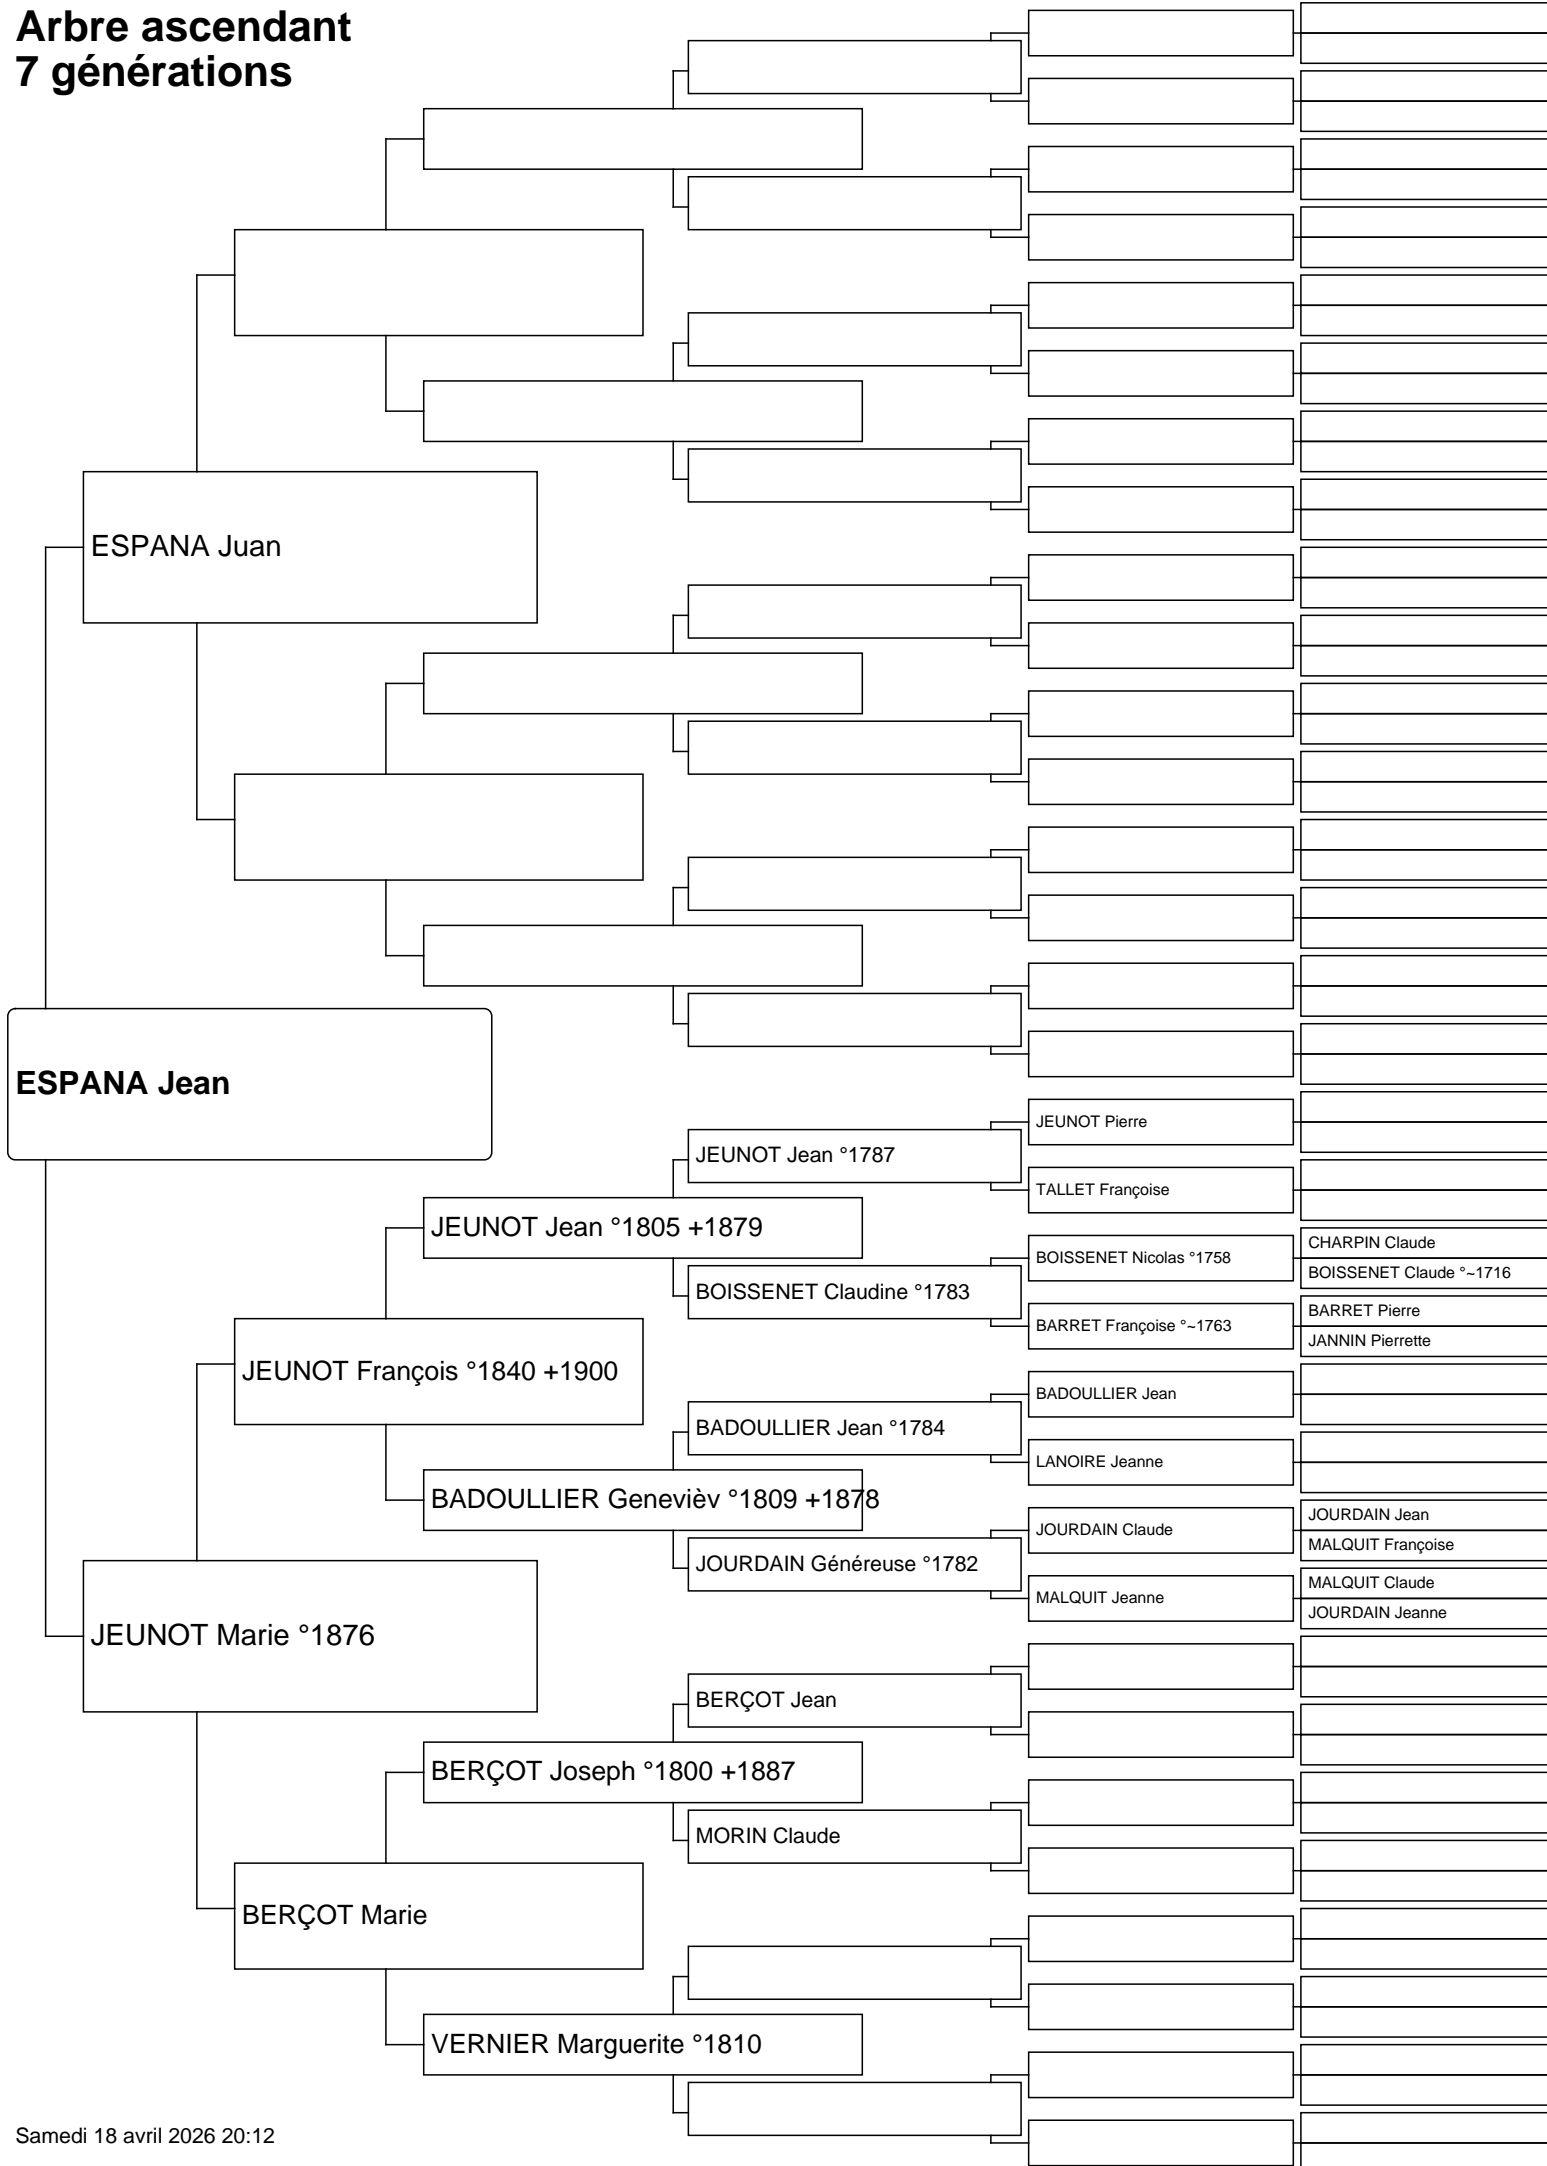 Arbre ascendant
7 générations
ESPANA Juan
ESPANA Jean
JEUNOT Pierre
JEUNOT Jean °1787
TALLET Françoise
JEUNOT Jean °1805 +1879
CHARPIN Claude
BOISSENET Nicolas °1758
BOISSENET Claude °~1716
BOISSENET Claudine °1783
BARRET Pierre
BARRET Françoise °~1763
JANNIN Pierrette
JEUNOT François °1840 +1900
BADOULLIER Jean
BADOULLIER Jean °1784
LANOIRE Jeanne
BADOULLIER Genevièv °1809 +1878
JOURDAIN Jean
JOURDAIN Claude
MALQUIT Françoise
JOURDAIN Généreuse °1782
MALQUIT Claude
MALQUIT Jeanne
JOURDAIN Jeanne
JEUNOT Marie °1876
BERÇOT Jean
BERÇOT Joseph °1800 +1887
MORIN Claude
BERÇOT Marie
VERNIER Marguerite °1810
Samedi 18 avril 2026 20:12